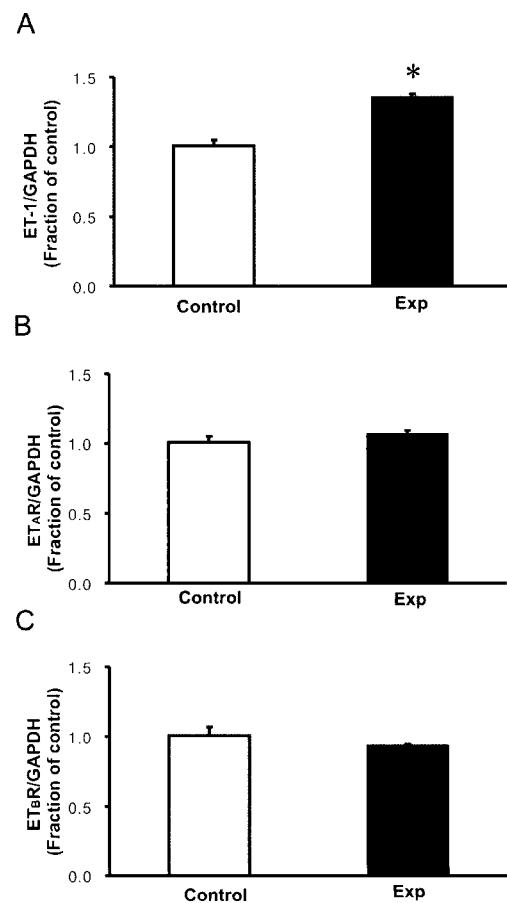 A
*
1.5
1.0
0.5
0.0
ET-1/GAPDH
(Fraction of control)
Control Exp
B
1.5
1.0
0.5
0.0
ETAR/GAPDH
(Fraction of control)
Control Exp
C
1.5
1.0
0.5
0.0
ETBR/GAPDH
(Fraction of control)
Control Exp